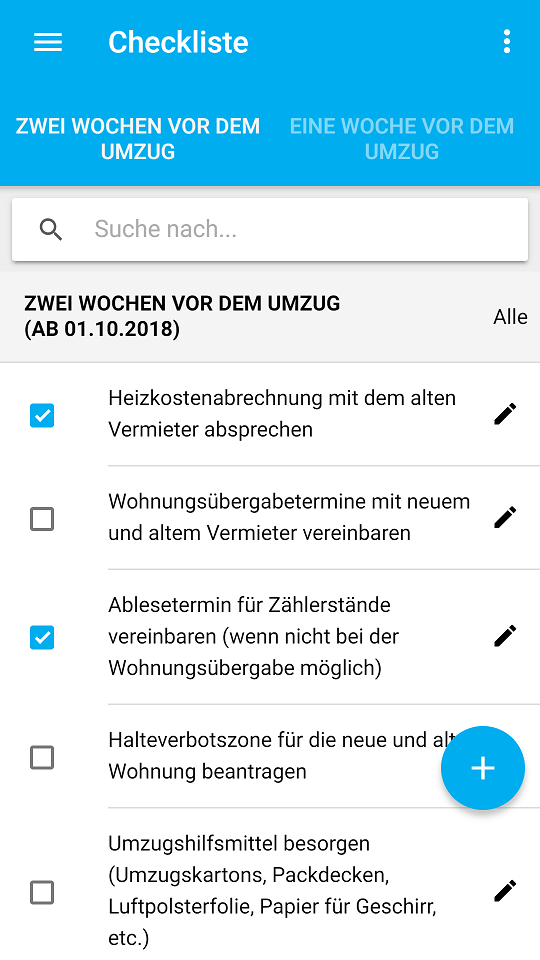 Checkliste
ZWEI WOCHEN VOR DEM
UMZUG
EINE WOCHE VOR DEM
UMZUG
Suche nach...
ZWEI WOCHEN VOR DEM UMZUG
(AB 01.10.2018)
Alle
Heizkostenabrechnung mit dem alten
Vermieter absprechen
Wohnungsübergabetermine mit neuem
und altem Vermieter vereinbaren
Ablesetermin für Zählerstände
vereinbaren (wenn nicht bei der
Wohnungsübergabe möglich)
Halteverbotszone für die neue und
Wohnung beantragen
Umzugshilfsmittel besorgen
(Umzugskartons, Packdecken,
Luftpolsterfolie, Papier für Geschirr,
etc.)